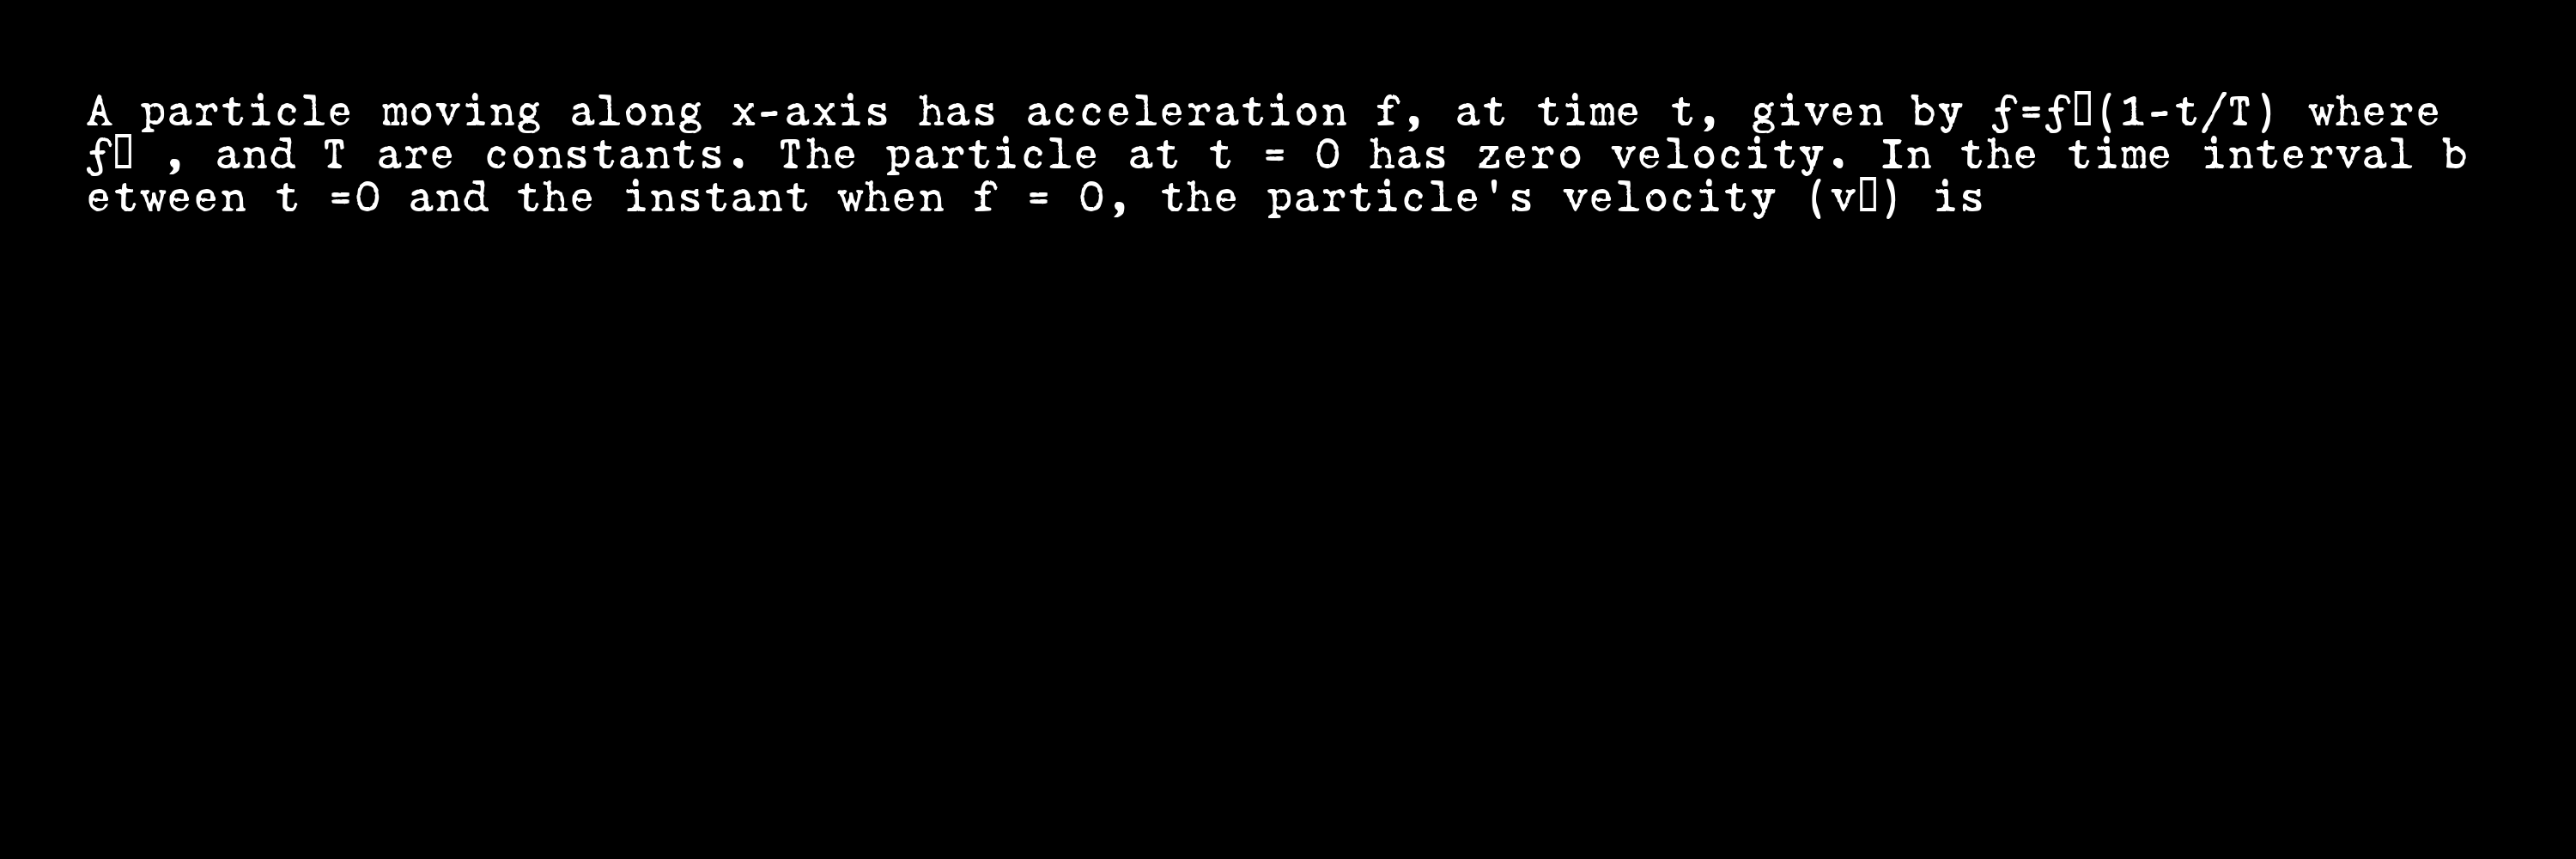 A particle moving along x-axis has acceleration f, at time t, given by ƒ=ƒ▯(1-t/T) where
ƒ▯ , and T are constants. The particle at t = 0 has zero velocity. In the time interval b
etween t =0 and the instant when f = 0, the particle's velocity (v▯) is